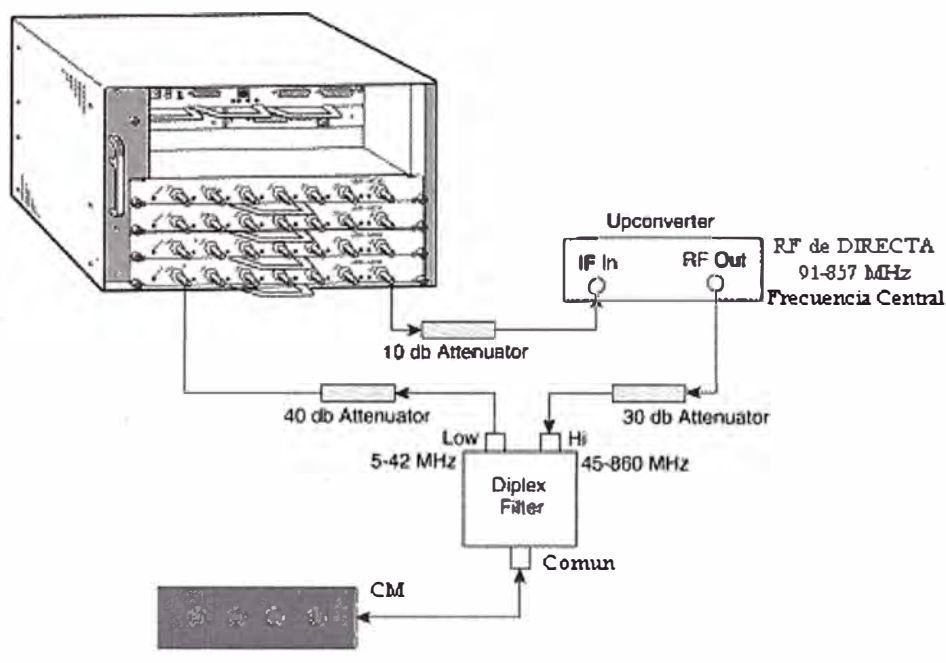 Upconverter
IF In
RF Out
RF de DIRECTA
91-857 MHz
Frecuencia Central
10 db Attenuator
40 db Attenuator
30 db Attenuator
Low
5-42 MHz
Hi
45-860 MHz
Diplex
Filter
Comun
CM